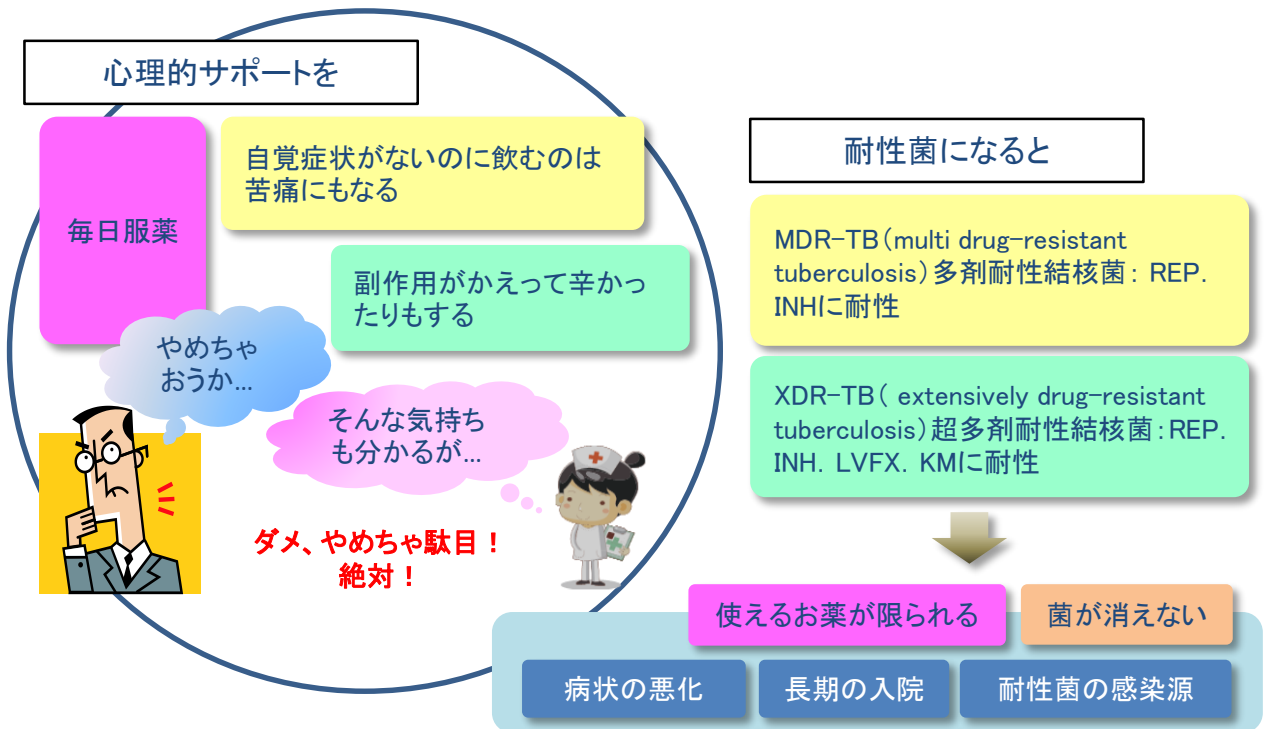 心理的サポートを
毎日服薬
自覚症状がないのに飲むのは
苦痛にもなる
副作用がかえって辛かっ
たりもする
やめちゃ
おうか…
そんな気持ち
も分かるが…
ダメ、やめちゃ駄目！
絶対！
耐性菌になると
MDR-TB（multi drug-resistant
tuberculosis）多剤耐性結核菌：REP.
INHに耐性
XDR-TB（ extensively drug-resistant
tuberculosis）超多剤耐性結核菌：REP.
INH. LVFX. KMに耐性
使えるお薬が限られる
菌が消えない
病状の悪化
長期の入院
耐性菌の感染源